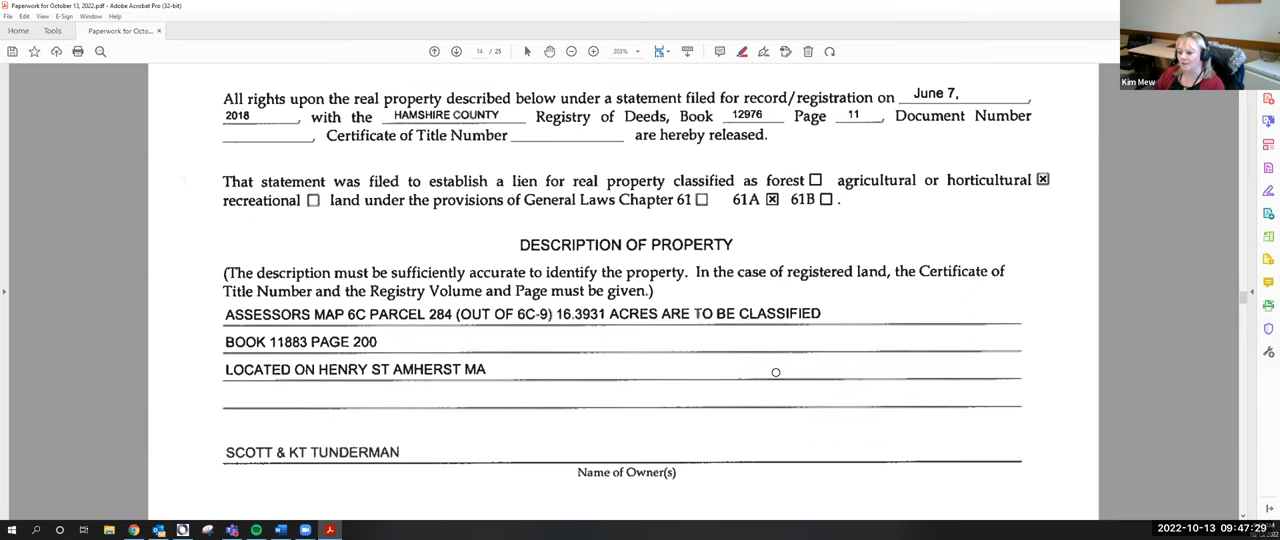 Paperwork for October 13, 2022.pdf - Adobe Acrobat Pro (32-bit)
File Edit View E-Sign Window Help
Home Tools Paperwork for Octo... ×
14 / 25 203%
Kim Mew
All rights upon the real property described below under a statement filed for record/registration on June 7,
2018, with the HAMSHIRE COUNTY Registry of Deeds, Book 12976 Page 11, Document Number
, Certificate of Title Number are hereby released.
That statement was filed to establish a lien for real property classified as forest ☐ agricultural or horticultural ☒
recreational ☐ land under the provisions of General Laws Chapter 61 ☐ 61A ☒ 61B ☐ .
DESCRIPTION OF PROPERTY
(The description must be sufficiently accurate to identify the property. In the case of registered land, the Certificate of
Title Number and the Registry Volume and Page must be given.)
ASSESSORS MAP 6C PARCEL 284 (OUT OF 6C-9) 16.3931 ACRES ARE TO BE CLASSIFIED
BOOK 11883 PAGE 200
LOCATED ON HENRY ST AMHERST MA
SCOTT & KT TUNDERMAN
Name of Owner(s)
2022-10-13 09:47:29